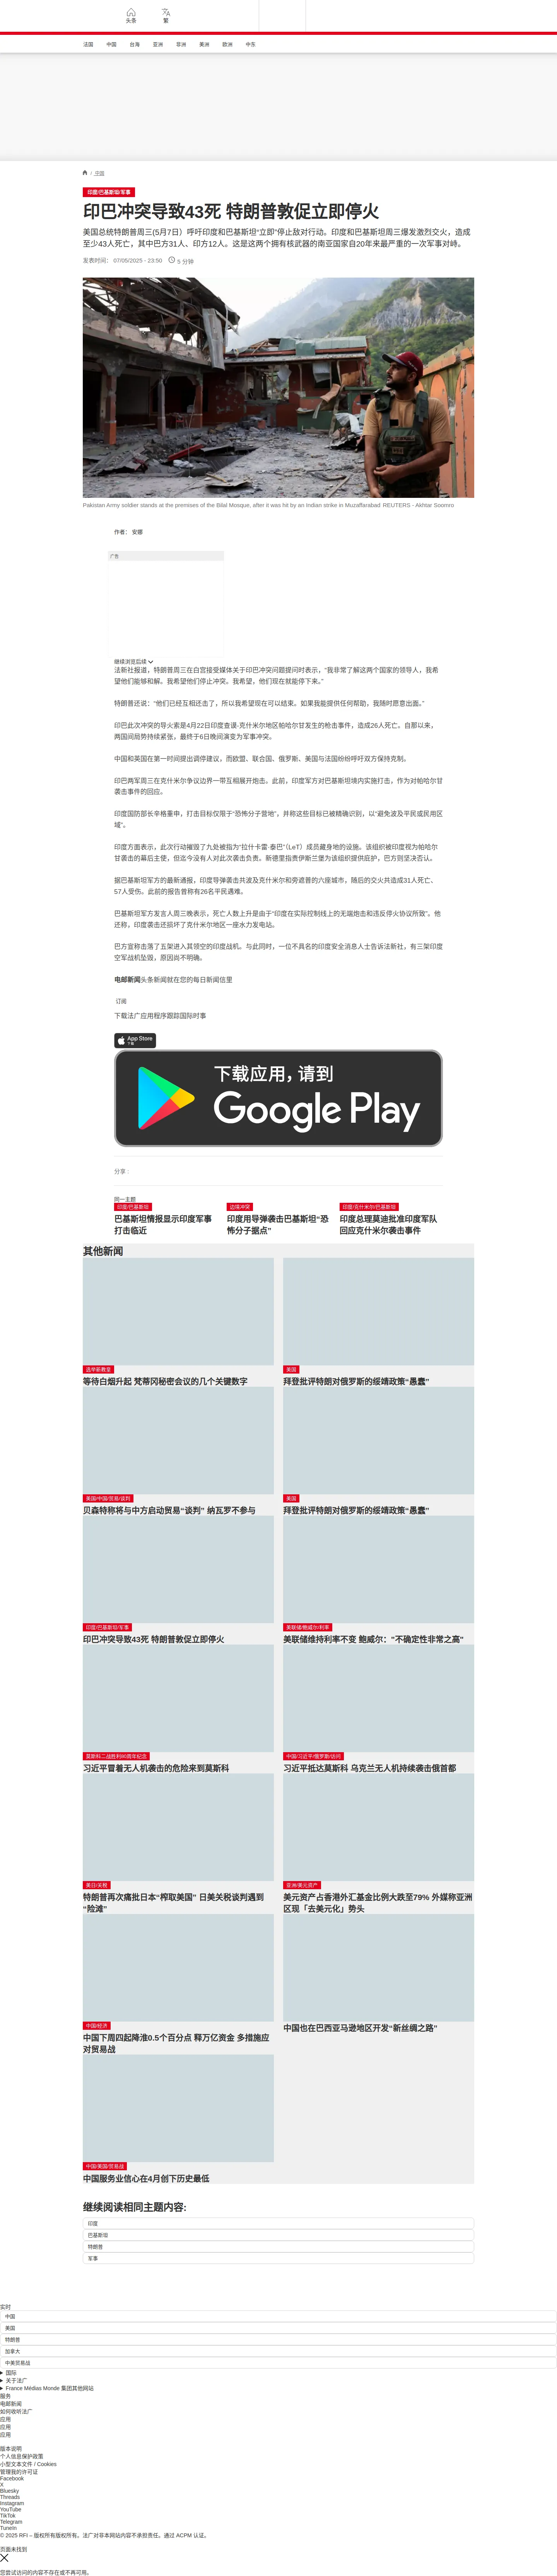 头条
繁
法国
中国
台海
亚洲
非洲
美洲
欧洲
中东
/ 中国
印度/巴基斯坦/军事
印巴冲突导致43死 特朗普敦促立即停火
美国总统特朗普周三(5月7日）呼吁印度和巴基斯坦“立即”停止敌对行动。印度和巴基斯坦周三爆发激烈交火，造成
至少43人死亡，其中巴方31人、印方12人。这是这两个拥有核武器的南亚国家自20年来最严重的一次军事对峙。
发表时间： 07/05/2025 - 23:50
5 分钟
Pakistan Army soldier stands at the premises of the Bilal Mosque, after it was hit by an Indian strike in Muzaffarabad REUTERS - Akhtar Soomro
作者： 安娜
广告
继续浏览后续
法新社报道，特朗普周三在白宫接受媒体关于印巴冲突问题提问时表示，“我非常了解这两个国家的领导人，我希
望他们能够和解。我希望他们停止冲突。我希望，他们现在就能停下来。”
特朗普还说：“他们已经互相还击了，所以我希望现在可以结束。如果我能提供任何帮助，我随时愿意出面。”
印巴此次冲突的导火索是4月22日印度查谟-克什米尔地区帕哈尔甘发生的枪击事件，造成26人死亡。自那以来，
两国间局势持续紧张，最终于6日晚间演变为军事冲突。
中国和英国在第一时间提出调停建议，而欧盟、联合国、俄罗斯、美国与法国纷纷呼吁双方保持克制。
印巴两军周三在克什米尔争议边界一带互相展开炮击。此前，印度军方对巴基斯坦境内实施打击，作为对帕哈尔甘
袭击事件的回应。
印度国防部长辛格重申，打击目标仅限于“恐怖分子营地”，并称这些目标已被精确识别，以“避免波及平民或民用区
域”。
印度方面表示，此次行动摧毁了九处被指为“拉什卡雷·泰巴”（LeT）成员藏身地的设施。该组织被印度视为帕哈尔
甘袭击的幕后主使，但迄今没有人对此次袭击负责。新德里指责伊斯兰堡为该组织提供庇护，巴方则坚决否认。
据巴基斯坦军方的最新通报，印度导弹袭击共波及克什米尔和旁遮普的六座城市，随后的交火共造成31人死亡、
57人受伤。此前的报告曾称有26名平民遇难。
巴基斯坦军方发言人周三晚表示，死亡人数上升是由于“印度在实际控制线上的无端炮击和违反停火协议所致”。他
还称，印度袭击还损坏了克什米尔地区一座水力发电站。
巴方宣称击落了五架进入其领空的印度战机。与此同时，一位不具名的印度安全消息人士告诉法新社，有三架印度
空军战机坠毁，原因尚不明确。
电邮新闻头条新闻就在您的每日新闻信里
订阅
下载法广应用程序跟踪国际时事
App Store
下载
下载应用，请到
Google Play
分享 :
同一主题
印度/巴基斯坦
巴基斯坦情报显示印度军事
打击临近
边境冲突
印度用导弹袭击巴基斯坦“恐
怖分子据点”
印度/克什米尔/巴基斯坦
印度总理莫迪批准印度军队
回应克什米尔袭击事件
其他新闻
选举新教皇
等待白烟升起 梵蒂冈秘密会议的几个关键数字
美国
拜登批评特朗对俄罗斯的绥靖政策“愚蠢”
美国/中国/贸易/谈判
贝森特称将与中方启动贸易“谈判” 纳瓦罗不参与
美国
拜登批评特朗对俄罗斯的绥靖政策“愚蠢”
印度/巴基斯坦/军事
印巴冲突导致43死 特朗普敦促立即停火
美联储/鲍威尔/利率
美联储维持利率不变 鲍威尔：“不确定性非常之高”
莫斯科二战胜利80周年纪念
习近平冒着无人机袭击的危险来到莫斯科
中国/习近平/俄罗斯/访问
习近平抵达莫斯科 乌克兰无人机持续袭击俄首都
美日/关税
特朗普再次痛批日本“榨取美国” 日美关税谈判遇到
“险滩”
亚洲/美元资产
美元资产占香港外汇基金比例大跌至79% 外媒称亚洲
区现「去美元化」势头
中国/经济
中国下周四起降淮0.5个百分点 释万亿资金 多措施应
对贸易战
中国也在巴西亚马逊地区开发“新丝绸之路”
中国/美国/贸易战
中国服务业信心在4月创下历史最低
继续阅读相同主题内容:
印度
巴基斯坦
特朗普
军事
实时
中国
美国
特朗普
加拿大
中美贸易战
国际
关于法广
France Médias Monde 集团其他网站
服务
电邮新闻
如何收听法广
应用
应用
应用
版本说明
个人信息保护政策
小型文本文件 / Cookies
管理我的许可证
Facebook
X
Bluesky
Threads
Instagram
YouTube
TikTok
Telegram
TuneIn
© 2025 RFI – 版权所有版权所有。法广对非本网站内容不承担责任。通过 ACPM 认证。
页面未找到
您尝试访问的内容不存在或不再可用。